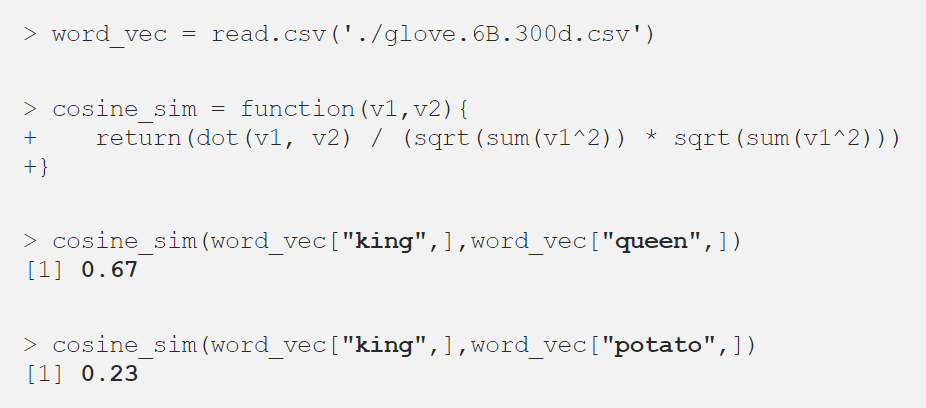 > word_vec = read.csv('./glove.6B.300d.csv')
> cosine_sim = function(v1,v2){
+    return(dot(v1, v2) / (sqrt(sum(v1^2)) * sqrt(sum(v1^2)))
+}
> cosine_sim(word_vec["king",],word_vec["queen",])
[1] 0.67
> cosine_sim(word_vec["king",],word_vec["potato",])
[1] 0.23